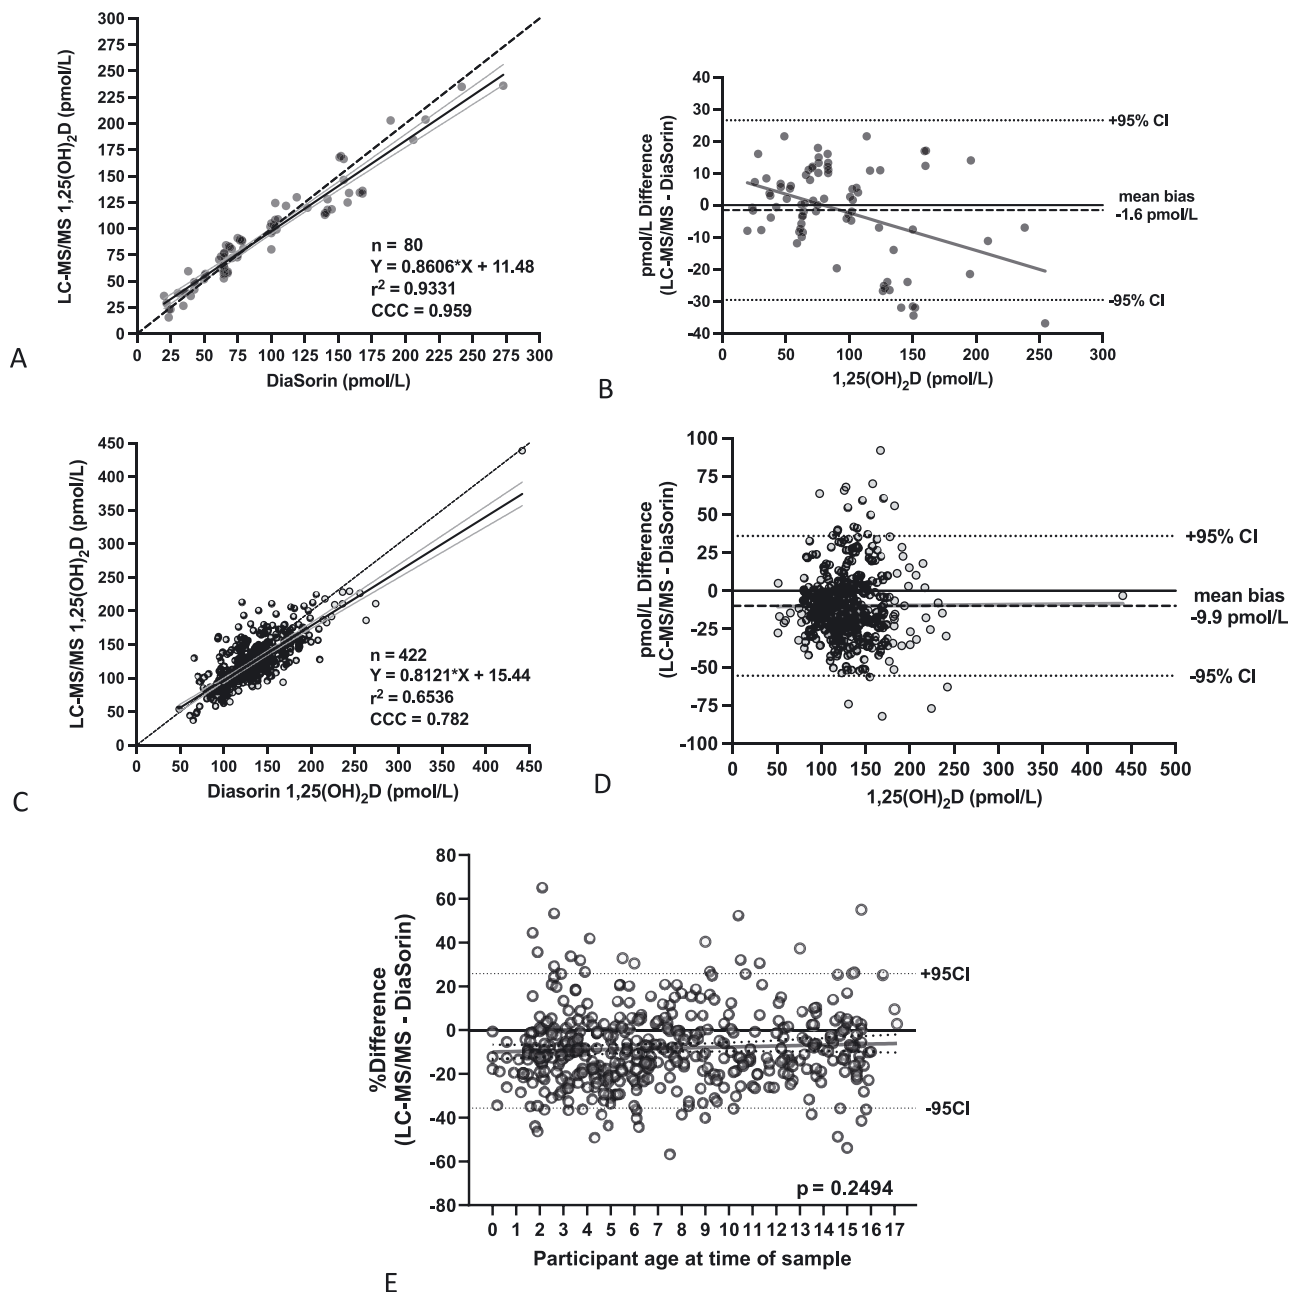 LC-MS/MS 1,25(OH)2D (pmol/L)
300
275
250
225
200
175
150
125
100
75
50
25
0
0 25 50 75 100 125 150 175 200 225 250 275 300
DiaSorin (pmol/L)
n = 80
Y = 0.8606*X + 11.48
r2 = 0.9331
CCC = 0.959
A
pmol/L Difference
(LC-MS/MS - DiaSorin)
40
30
20
10
0
-10
-20
-30
-40
0 50 100 150 200 250 300
1,25(OH)2D (pmol/L)
+95% CI
mean bias
-1.6 pmol/L
-95% CI
B
LC-MS/MS 1,25(OH)2D (pmol/L)
450
400
350
300
250
200
150
100
50
0
0 50 100 150 200 250 300 350 400 450
Diasorin 1,25(OH)2D (pmol/L)
n = 422
Y = 0.8121*X + 15.44
r2 = 0.6536
CCC = 0.782
C
pmol/L Difference
(LC-MS/MS - DiaSorin)
100
75
50
25
0
-25
-50
-75
-100
0 50 100 150 200 250 300 350 400 450 500
1,25(OH)2D (pmol/L)
+95% CI
mean bias
-9.9 pmol/L
-95% CI
D
%Difference
(LC-MS/MS - DiaSorin)
80
60
40
20
0
-20
-40
-60
-80
0 1 2 3 4 5 6 7 8 9 10 11 12 13 14 15 16 17
Participant age at time of sample
+95CI
-95CI
p = 0.2494
E